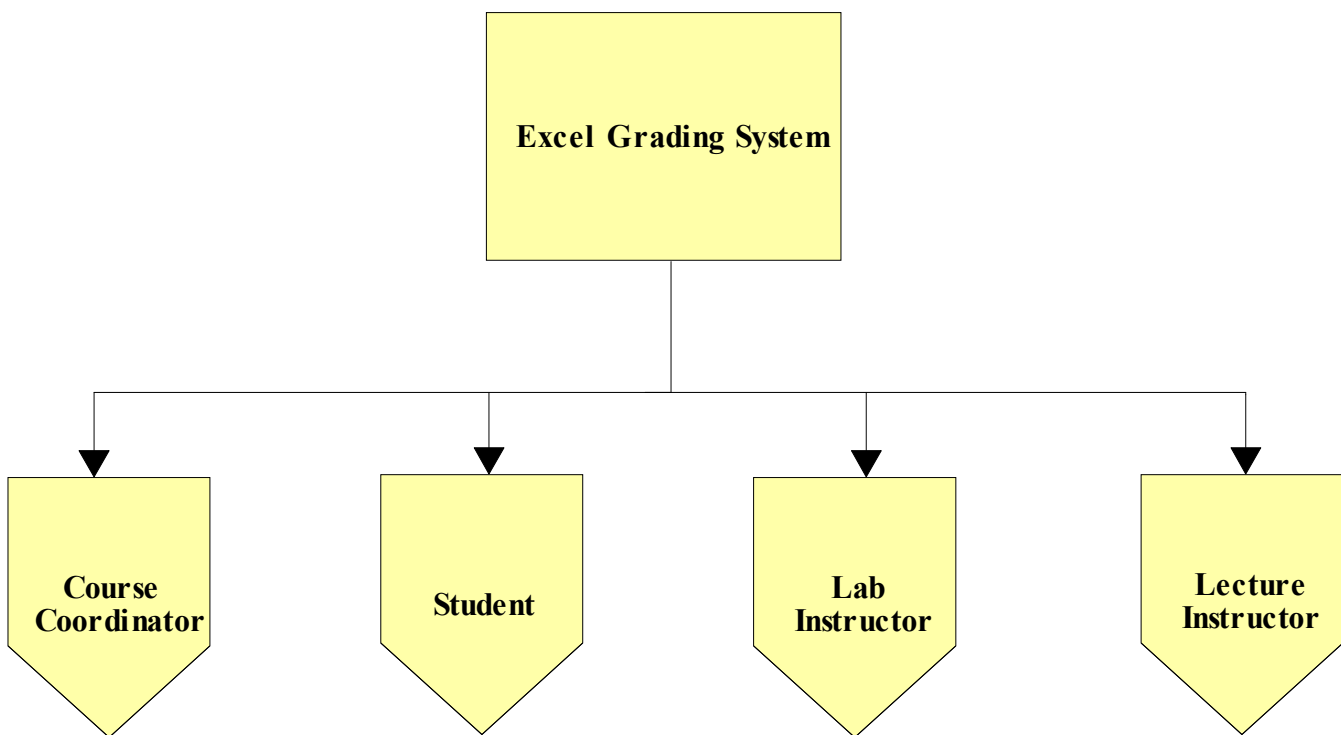 Excel Grading System
Course
Coordinator
Student
Lab
Instructor
Lecture
Instructor